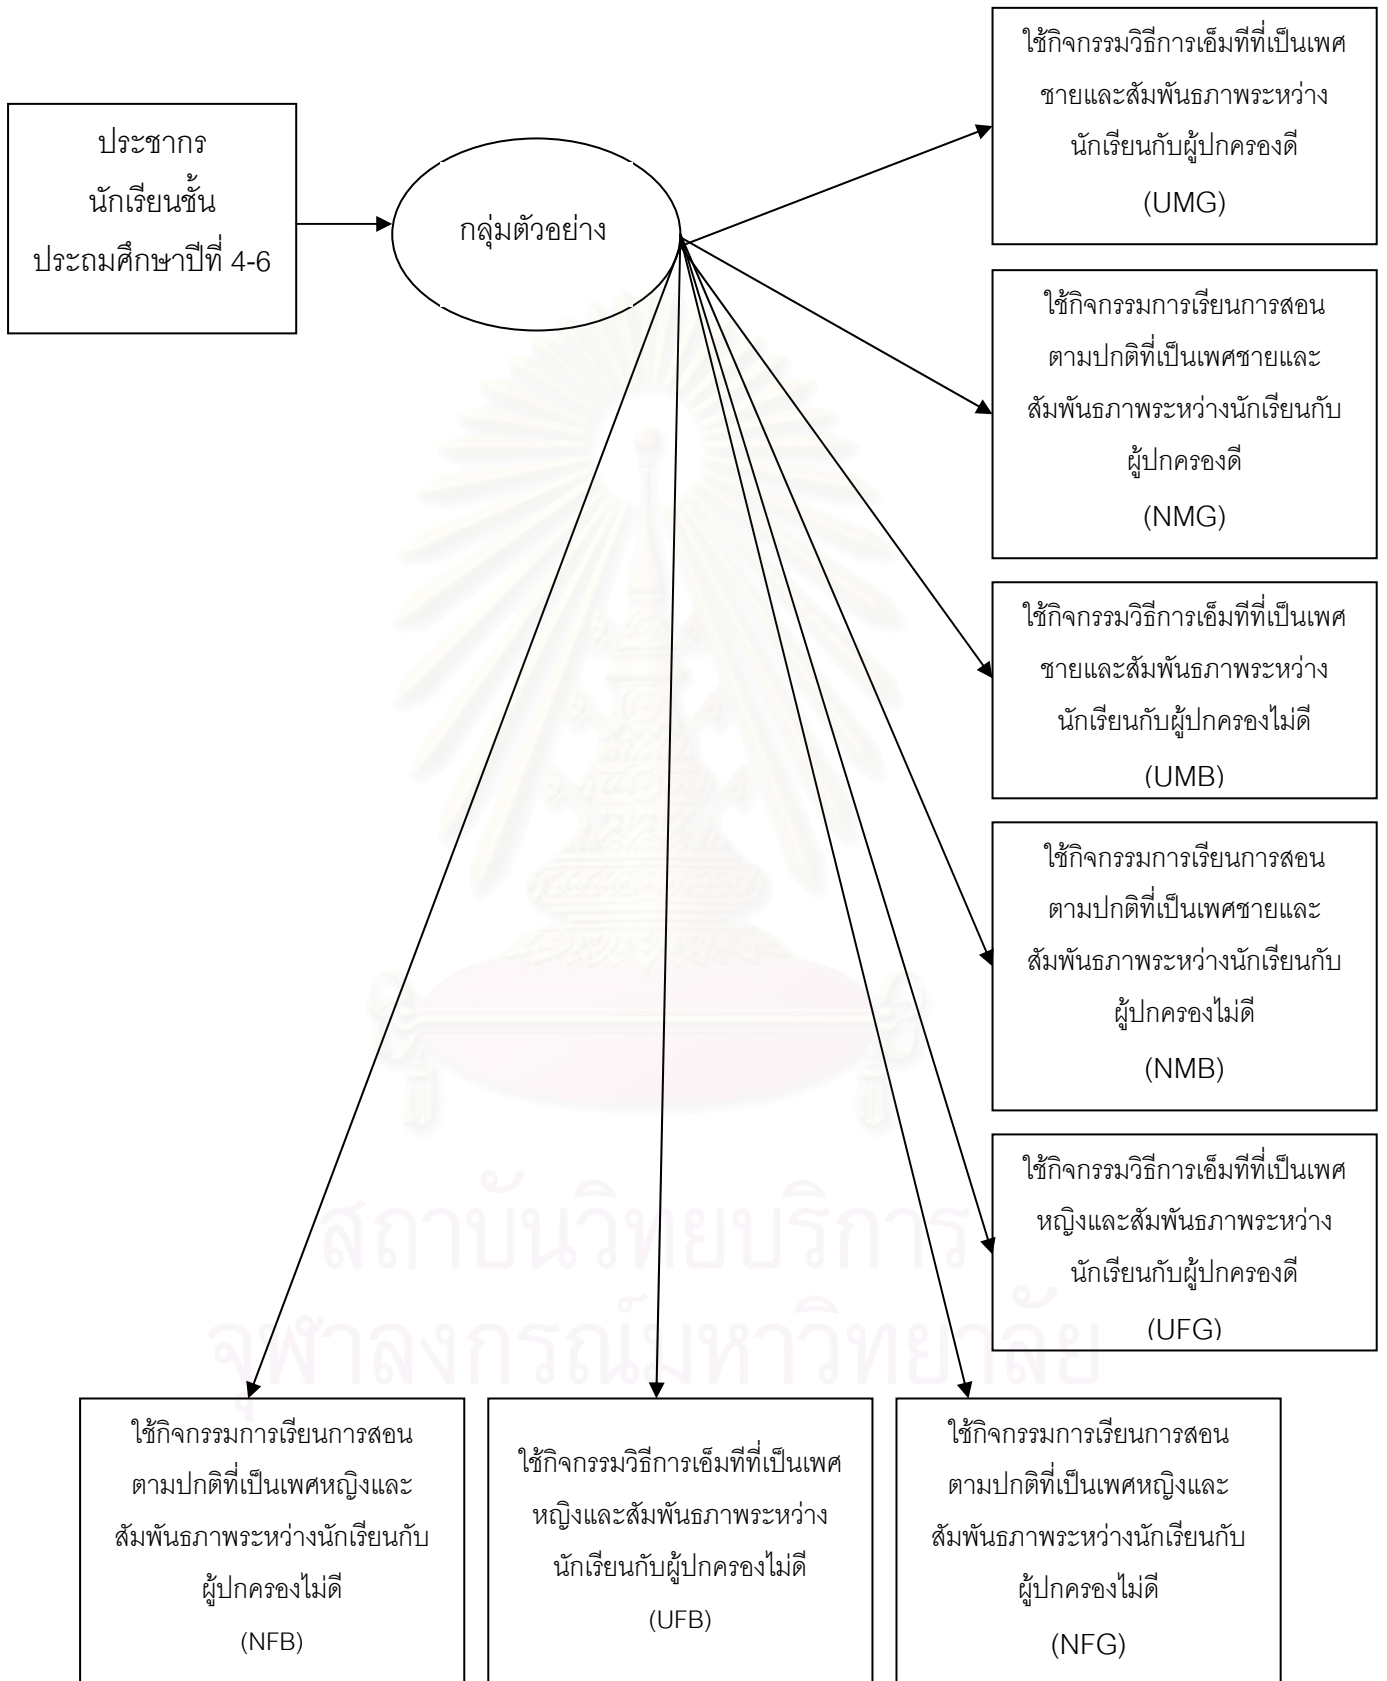 ประชากร
นักเรียนชั้น
ประถมศึกษาปีที่ 4-6
กลุ่มตัวอย่าง
ใช้กิจกรรมวิธีการเอ็มทีที่เป็นเพศ
ชายและสัมพันธภาพระหว่าง
นักเรียนกับผู้ปกครองดี
(UMG)
ใช้กิจกรรมการเรียนการสอน
ตามปกติที่เป็นเพศชายและ
สัมพันธภาพระหว่างนักเรียนกับ
ผู้ปกครองดี
(NMG)
ใช้กิจกรรมวิธีการเอ็มทีที่เป็นเพศ
ชายและสัมพันธภาพระหว่าง
นักเรียนกับผู้ปกครองไม่ดี
(UMB)
ใช้กิจกรรมการเรียนการสอน
ตามปกติที่เป็นเพศชายและ
สัมพันธภาพระหว่างนักเรียนกับ
ผู้ปกครองไม่ดี
(NMB)
ใช้กิจกรรมวิธีการเอ็มทีที่เป็นเพศ
หญิงและสัมพันธภาพระหว่าง
นักเรียนกับผู้ปกครองดี
(UFG)
สถาบันวิทยบริการ
จุฬาลงกรณ์มหาวิทยาลัย
ใช้กิจกรรมการเรียนการสอน
ตามปกติที่เป็นเพศหญิงและ
สัมพันธภาพระหว่างนักเรียนกับ
ผู้ปกครองไม่ดี
(NFB)
ใช้กิจกรรมวิธีการเอ็มทีที่เป็นเพศ
หญิงและสัมพันธภาพระหว่าง
นักเรียนกับผู้ปกครองไม่ดี
(UFB)
ใช้กิจกรรมการเรียนการสอน
ตามปกติที่เป็นเพศหญิงและ
สัมพันธภาพระหว่างนักเรียนกับ
ผู้ปกครองไม่ดี
(NFG)